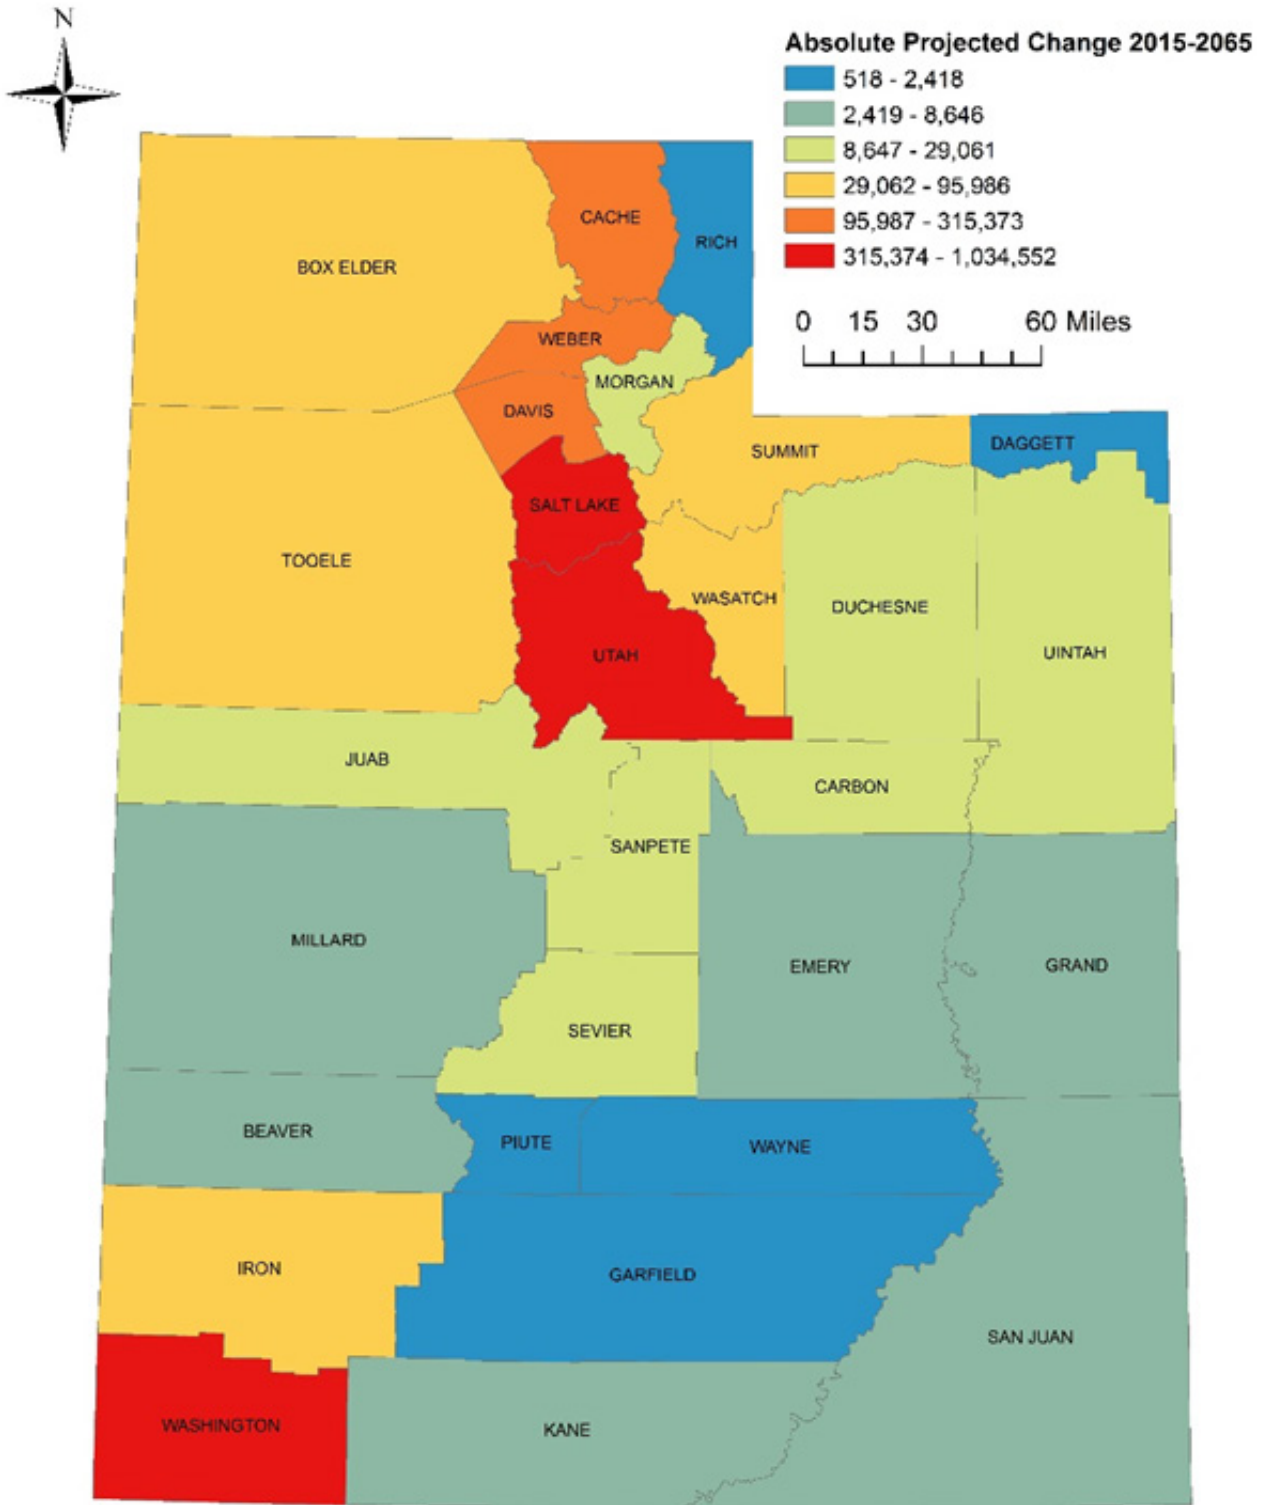 N
Absolute Projected Change 2015-2065
518 - 2,418
2,419 - 8,646
8,647 - 29,061
29,062 - 95,986
95,987 - 315,373
315,374 - 1,034,552
0 15 30 60 Miles
CACHE
RICH
BOX ELDER
WEBER
MORGAN
DAVIS
SUMMIT
DAGGETT
SALT LAKE
TOOELE
WASATCH
DUCHESNE
UTAH
UINTAH
JUAB
CARBON
SANPETE
MILLARD
EMERY
GRAND
SEVIER
BEAVER
PIUTE
WAYNE
IRON
GARFIELD
SAN JUAN
WASHINGTON
KANE